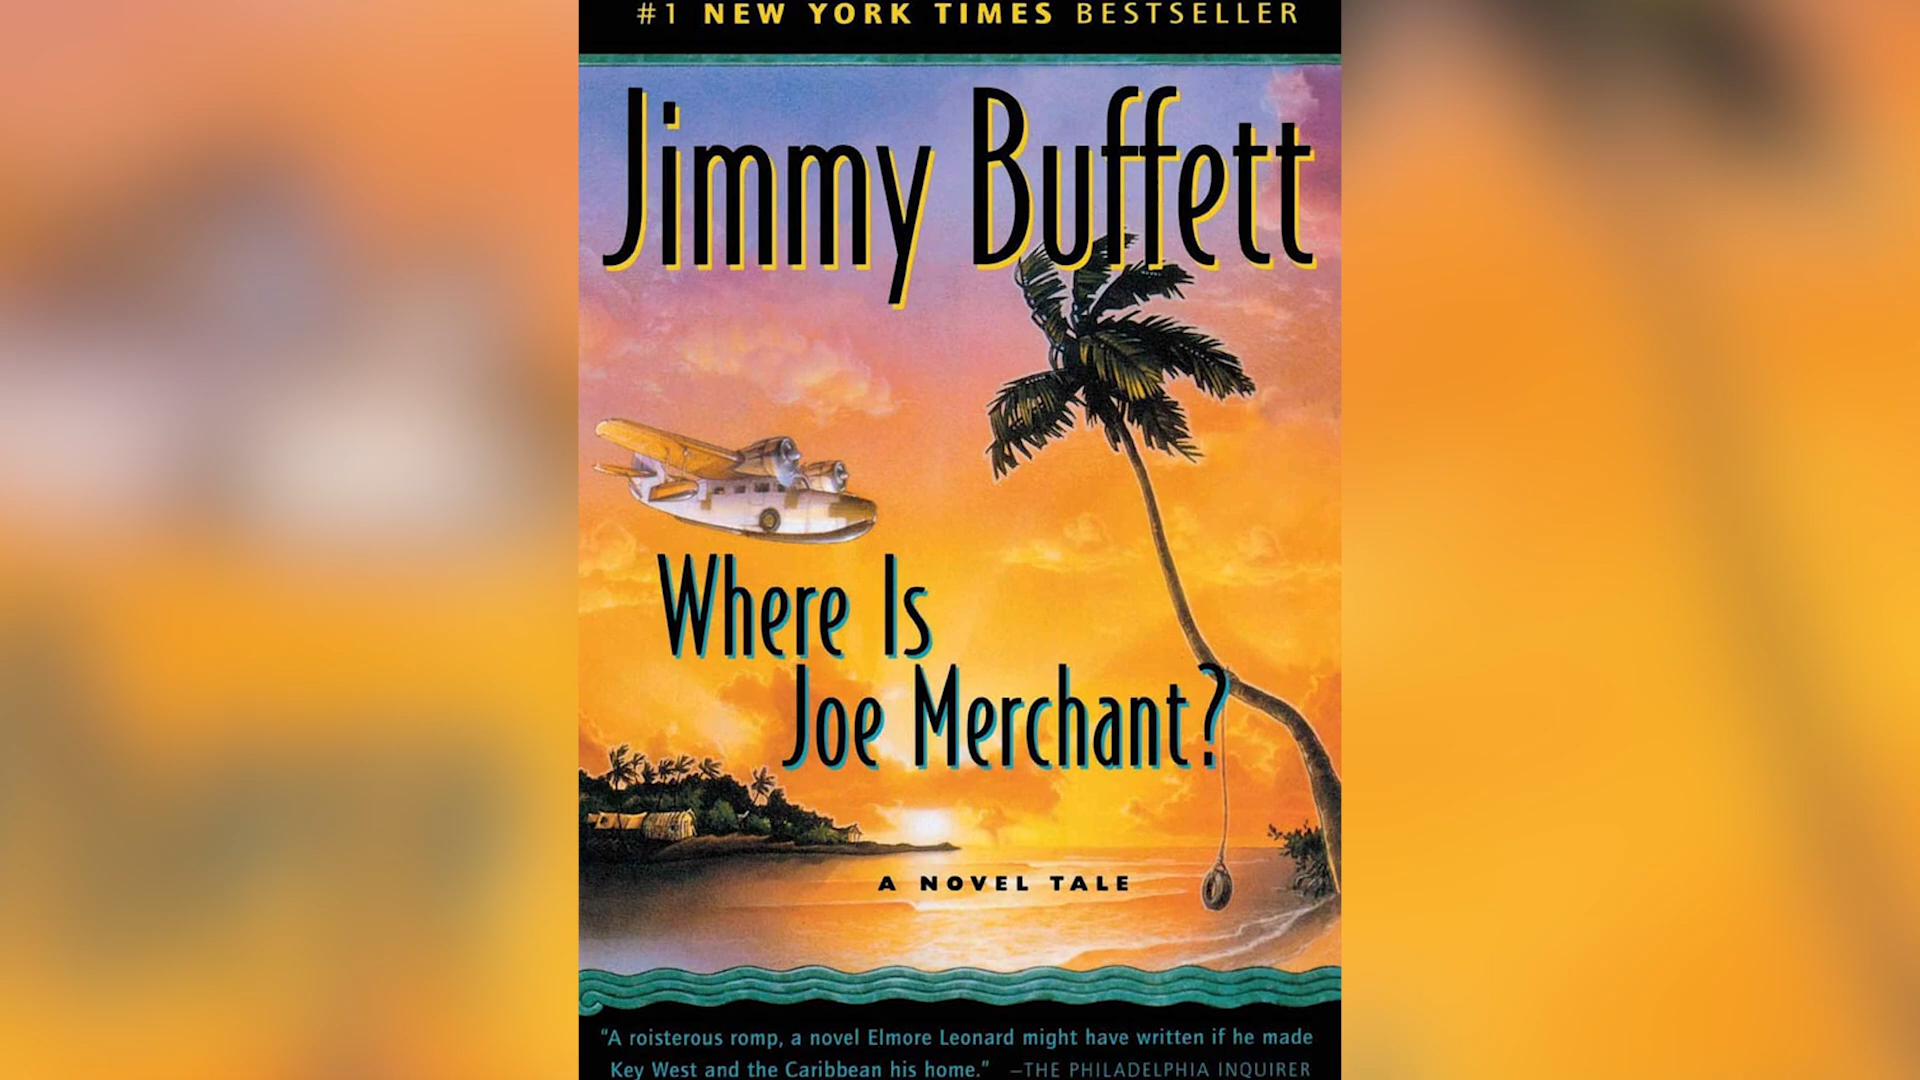 #1 NEW YORK TIMES BESTSELLER
Jimmy Buffett
Where Is
Joe Merchant?
A NOVEL TALE
“A roisterous romp, a novel Elmore Leonard might have written if he made
Key West and the Caribbean his home.” –THE PHILADELPHIA INQUIRER